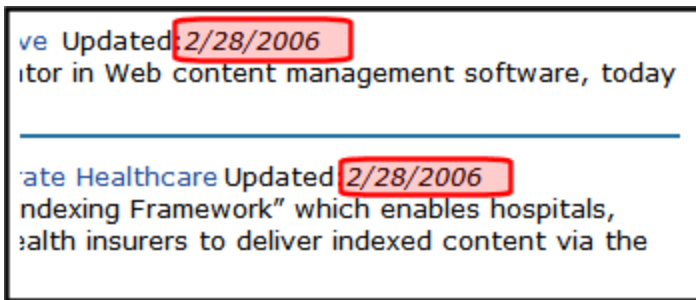 ve Updated:2/28/2006
tor in Web content management software, today
ate Healthcare Updated:2/28/2006
ndexing Framework” which enables hospitals,
ealth insurers to deliver indexed content via the